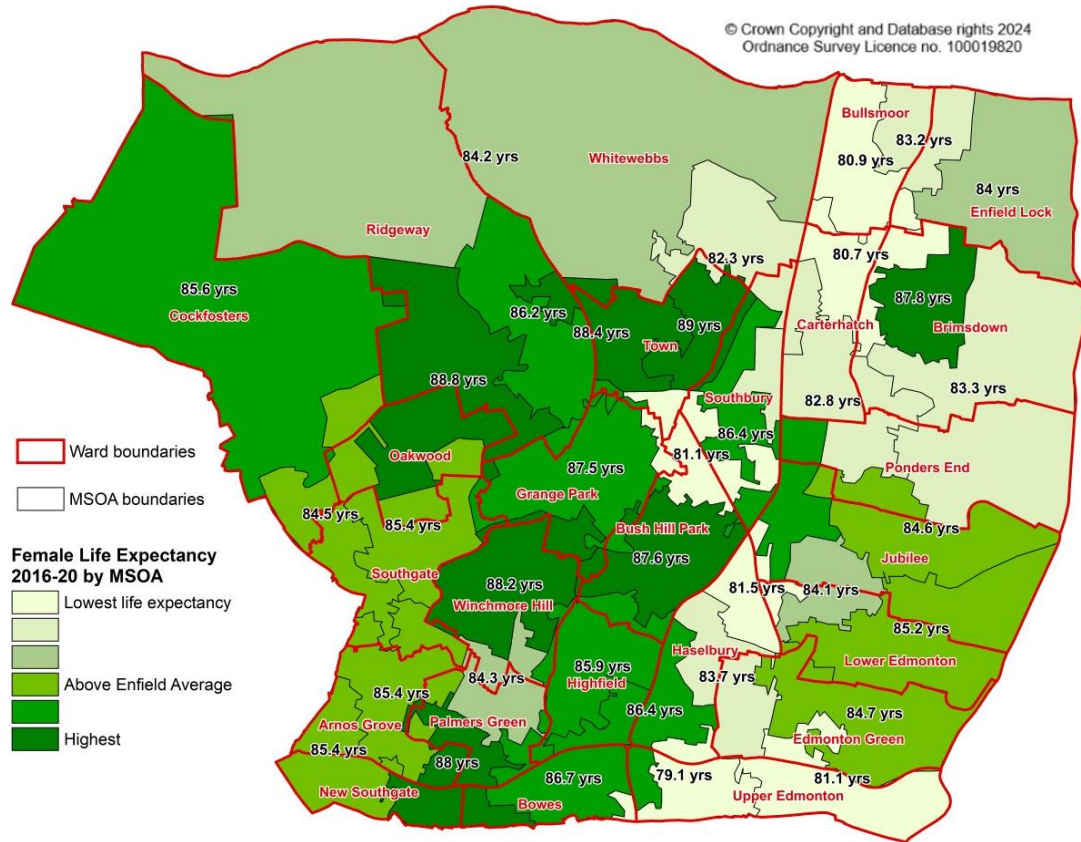 © Crown Copyright and Database rights 2024
Ordnance Survey Licence no. 100019820
Bullsmoor
83.2 yrs
80.9 yrs
84.2 yrs
Whitewebbs
84 yrs
Enfield Lock
Ridgeway
82.3 yrs
80.7 yrs
85.6 yrs
Cockfosters
86.2 yrs
88.4 yrs
89 yrs
Town
87.8 yrs
Carterhatch
Brimsdown
88.8 yrs
83.3 yrs
Southbury
82.8 yrs
86.4 yrs
Ward boundaries
Oakwood
81.1 yrs
87.5 yrs
Ponders End
Grange Park
MSOA boundaries
84.5 yrs
85.4 yrs
Bush Hill Park
84.6 yrs
87.6 yrs
Jubilee
Female Life Expectancy
2016-20 by MSOA
Southgate
88.2 yrs
81.5 yrs
84.1 yrs
Lowest life expectancy
Winchmore Hill
85.2 yrs
Haselbury
Lower Edmonton
85.9 yrs
84.3 yrs
83.7 yrs
Highfield
Above Enfield Average
85.4 yrs
86.4 yrs
84.7 yrs
Arnos Grove
Palmers Green
Edmonton Green
Highest
85.4 yrs
88 yrs
86.7 yrs
79.1 yrs
81.1 yrs
New Southgate
Bowes
Upper Edmonton